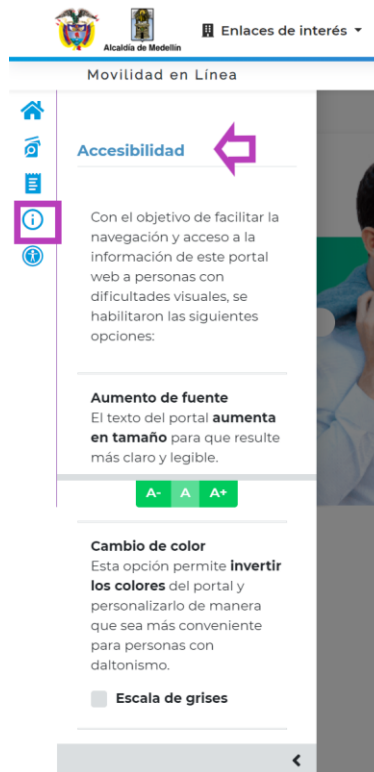 Alcaldía de Medellín
Enlaces de interés
Movilidad en Línea
Accesibilidad
Con el objetivo de facilitar la
navegación y acceso a la
información de este portal
web a personas con
dificultades visuales, se
habilitaron las siguientes
opciones:
Aumento de fuente
El texto del portal aumenta
en tamaño para que resulte
más claro y legible.
A- A A+
Cambio de color
Esta opción permite invertir
los colores del portal y
personalizarlo de manera
que sea más conveniente
para personas con
daltonismo.
Escala de grises